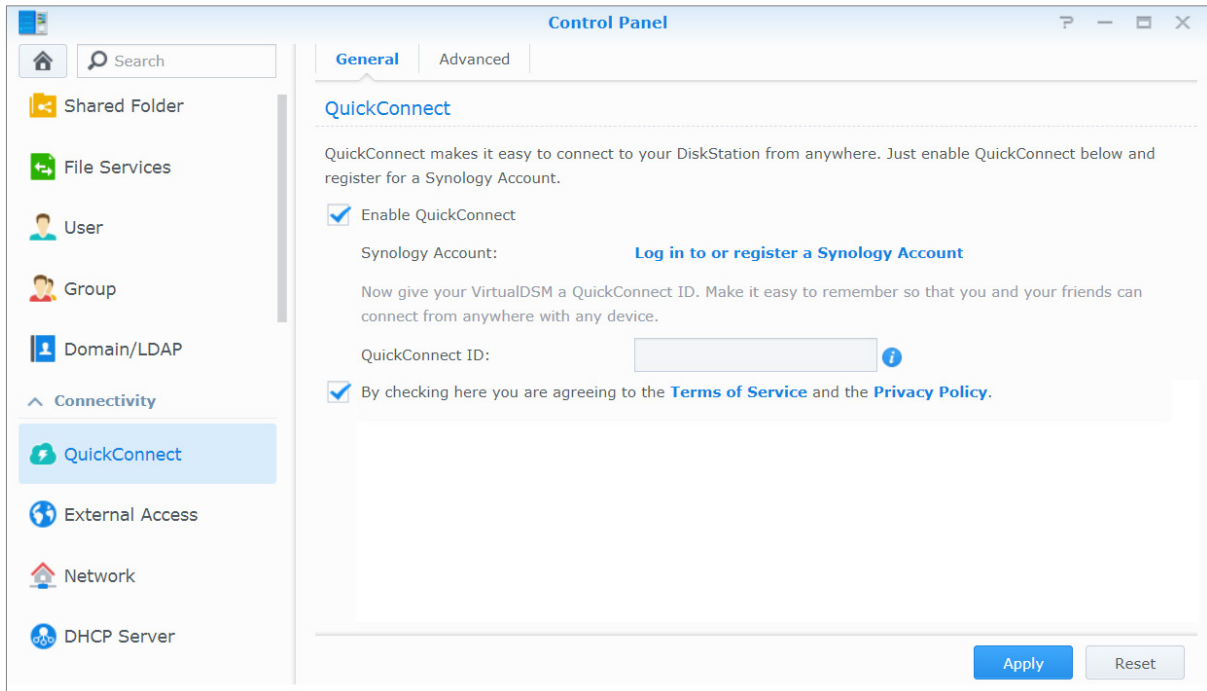 Control Panel
Search
Shared Folder
File Services
User
Group
Domain/LDAP
Connectivity
QuickConnect
External Access
Network
DHCP Server
General
Advanced
QuickConnect
QuickConnect makes it easy to connect to your DiskStation from anywhere. Just enable QuickConnect below and
register for a Synology Account.
Enable QuickConnect
Synology Account: Log in to or register a Synology Account
Now give your VirtualDSM a QuickConnect ID. Make it easy to remember so that you and your friends can
connect from anywhere with any device.
QuickConnect ID:
By checking here you are agreeing to the Terms of Service and the Privacy Policy.
Apply
Reset